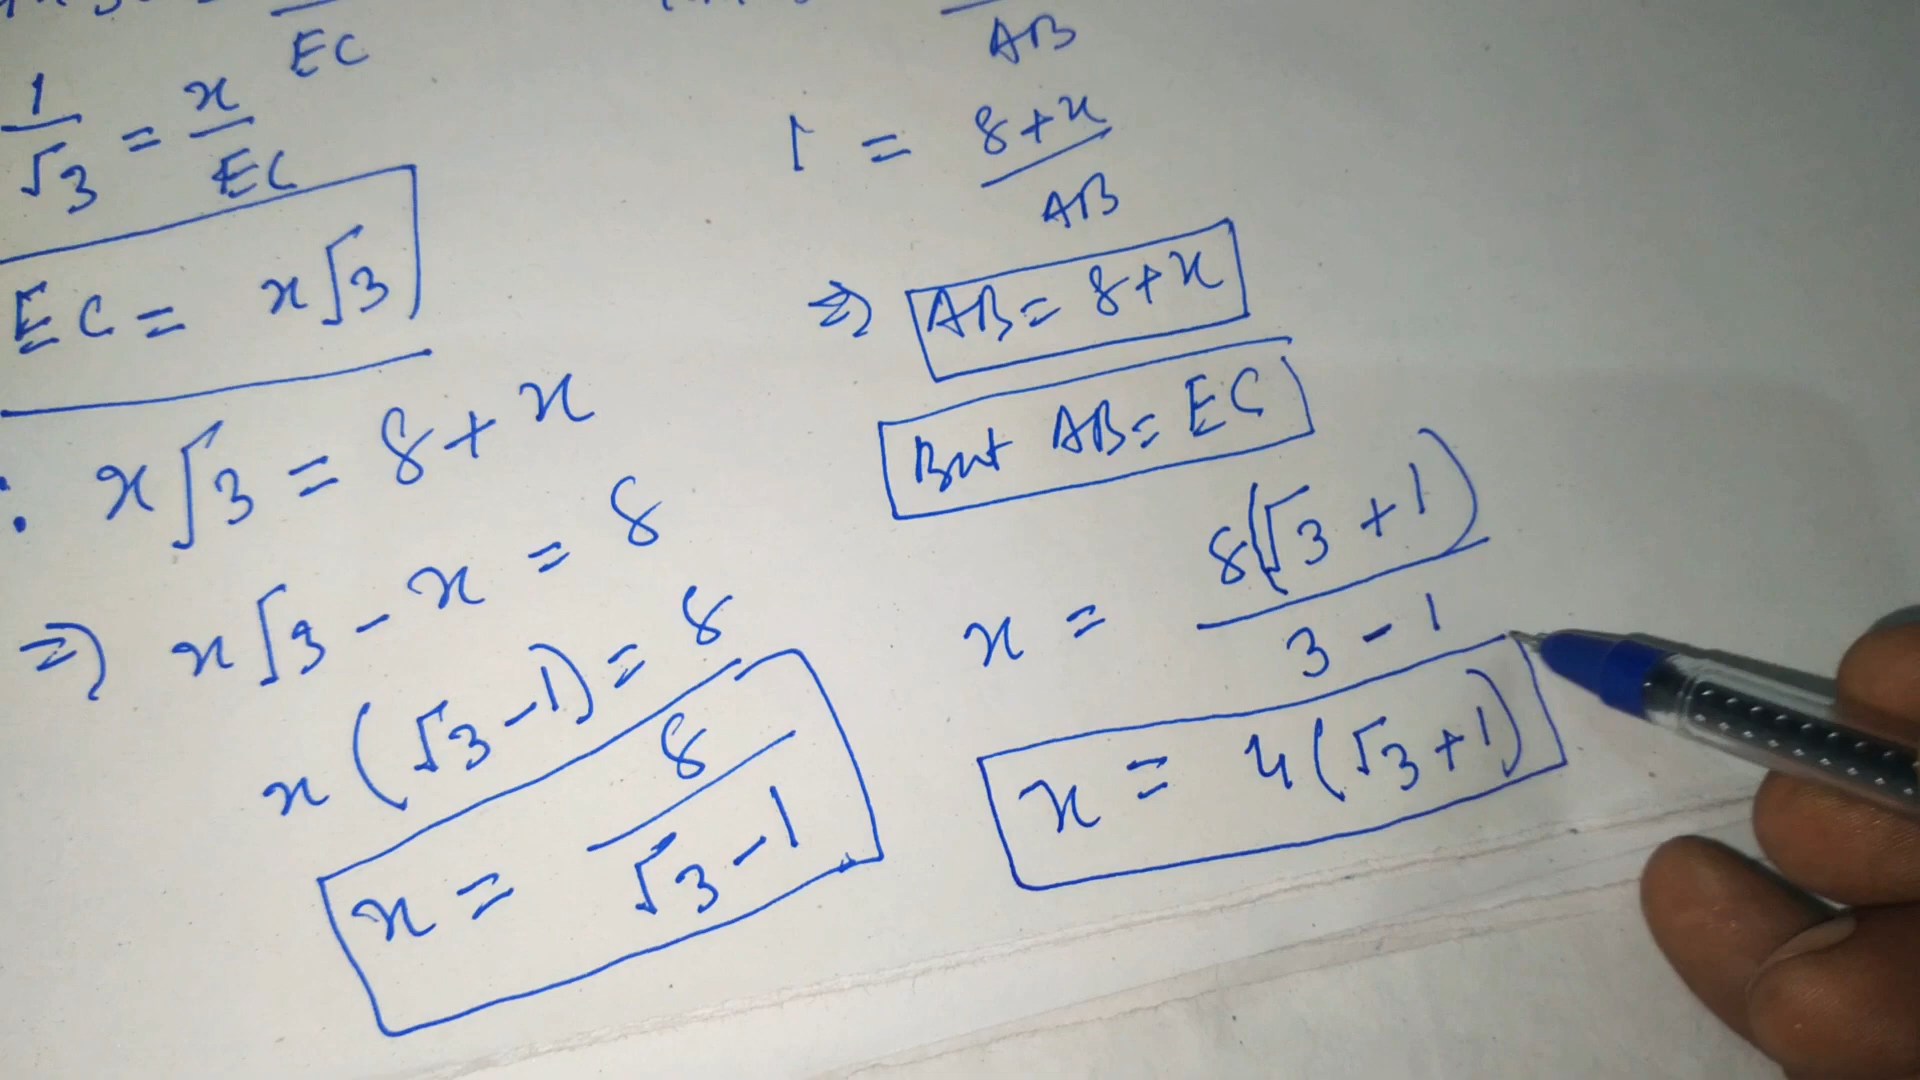 EC
1/√3 = x/EC
EC = x√3
: x√3 = 8+x
⇒) x√3 - x = 8
x(√3-1) = 8
x = 8/(√3-1)
AB
1 = (8+x)/AB
⇒) AB = 8+x
But AB = EC
x = 8(√3+1)/(3-1)
x = 4(√3+1)